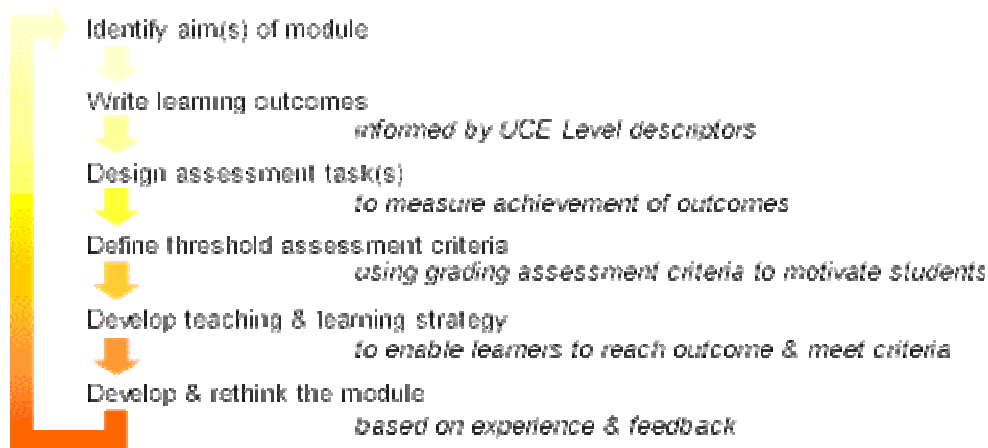 Identify aim(s) of module
Write learning outcomes
informed by UCE Level descriptors
Design assessment task(s)
to measure achievement of outcomes
Define threshold assessment criteria
using grading assessment criteria to motivate students
Develop teaching & learning strategy
to enable learners to reach outcome & meet criteria
Develop & rethink the module
based on experience & feedback